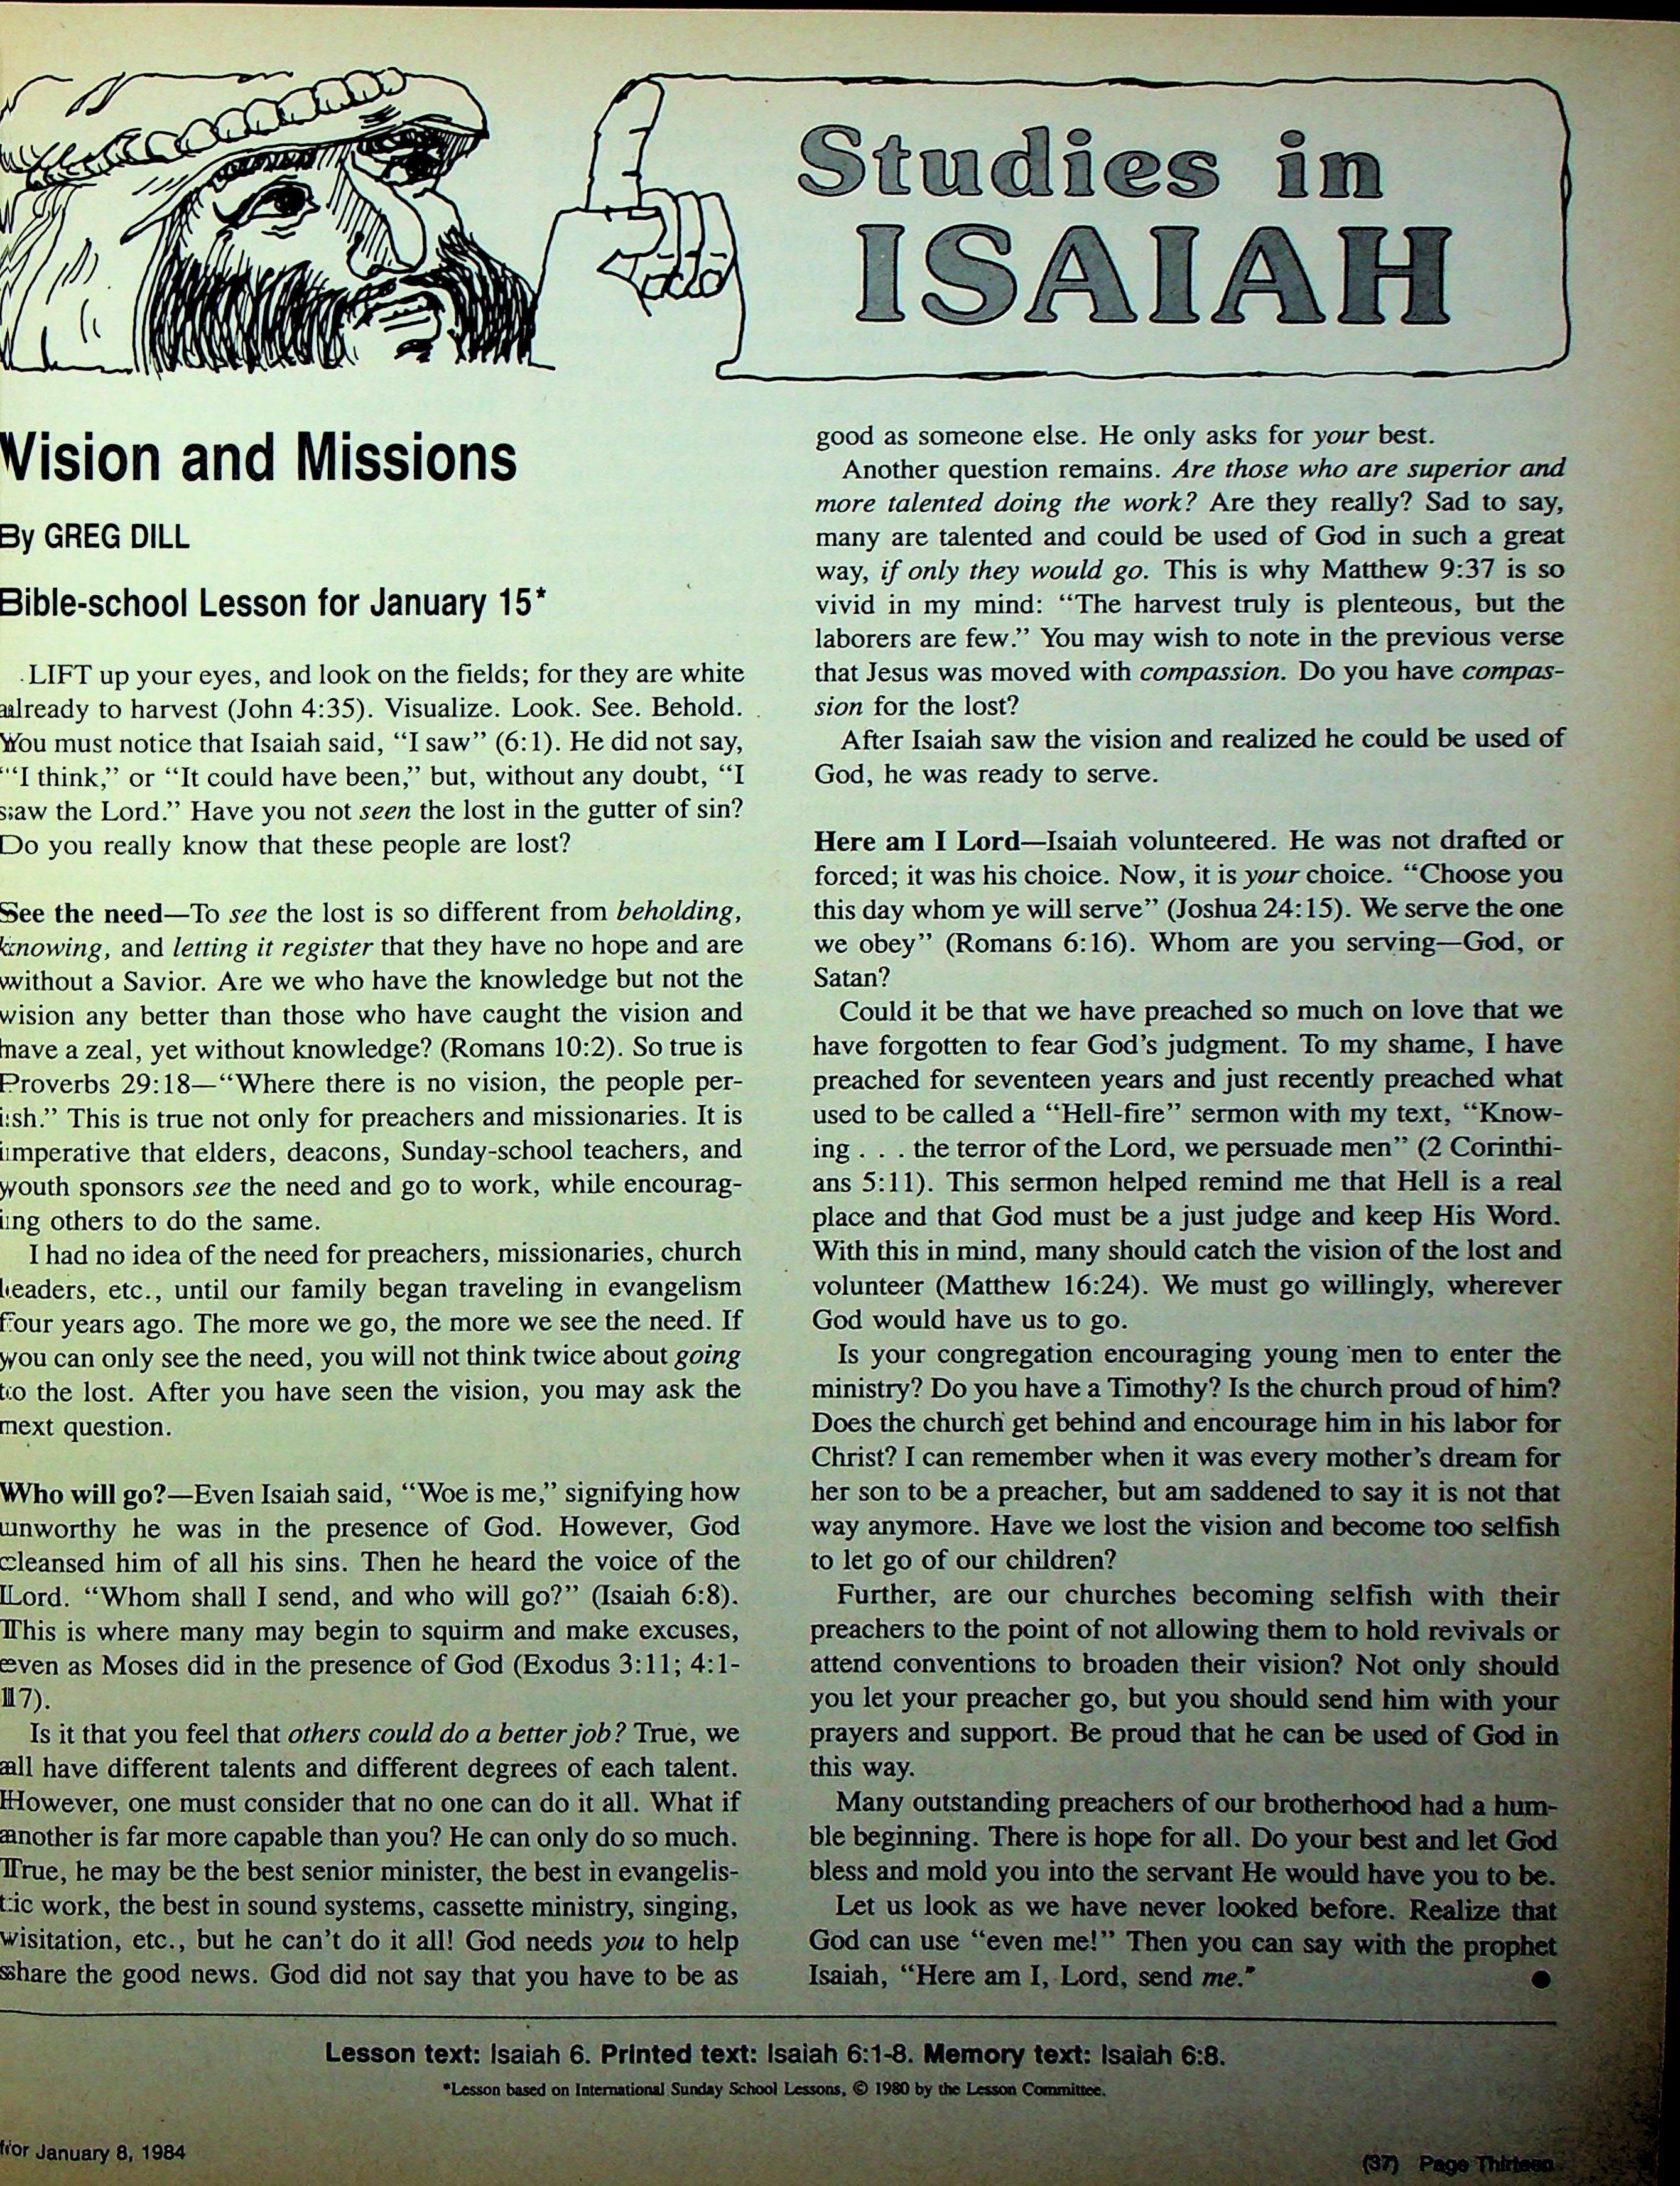 Studies in
ISAIAH
Vision and Missions
By GREG DILL
Bible-school Lesson for January 15*
LIFT up your eyes, and look on the fields; for they are white
already to harvest (John 4:35). Visualize. Look. See. Behold.
You must notice that Isaiah said, “I saw” (6:1). He did not say,
“I think,” or “It could have been,” but, without any doubt, “I
saw the Lord.” Have you not seen the lost in the gutter of sin?
Do you really know that these people are lost?
See the need—To see the lost is so different from beholding,
knowing, and letting it register that they have no hope and are
without a Savior. Are we who have the knowledge but not the
vision any better than those who have caught the vision and
have a zeal, yet without knowledge? (Romans 10:2). So true is
Proverbs 29:18—“Where there is no vision, the people per-
ish.” This is true not only for preachers and missionaries. It is
imperative that elders, deacons, Sunday-school teachers, and
youth sponsors see the need and go to work, while encourag-
ing others to do the same.
I had no idea of the need for preachers, missionaries, church
leaders, etc., until our family began traveling in evangelism
four years ago. The more we go, the more we see the need. If
you can only see the need, you will not think twice about going
to the lost. After you have seen the vision, you may ask the
next question.
Who will go?—Even Isaiah said, “Woe is me,” signifying how
unworthy he was in the presence of God. However, God
cleansed him of all his sins. Then he heard the voice of the
Lord. “Whom shall I send, and who will go?” (Isaiah 6:8).
This is where many may begin to squirm and make excuses,
even as Moses did in the presence of God (Exodus 3:11; 4:1-
17).
Is it that you feel that others could do a better job? True, we
all have different talents and different degrees of each talent.
However, one must consider that no one can do it all. What if
another is far more capable than you? He can only do so much.
True, he may be the best senior minister, the best in evangelis-
tic work, the best in sound systems, cassette ministry, singing,
visitation, etc., but he can’t do it all! God needs you to help
share the good news. God did not say that you have to be as
good as someone else. He only asks for your best.
Another question remains. Are those who are superior and
more talented doing the work? Are they really? Sad to say,
many are talented and could be used of God in such a great
way, if only they would go. This is why Matthew 9:37 is so
vivid in my mind: “The harvest truly is plenteous, but the
laborers are few.” You may wish to note in the previous verse
that Jesus was moved with compassion. Do you have compas-
sion for the lost?
After Isaiah saw the vision and realized he could be used of
God, he was ready to serve.
Here am I Lord—Isaiah volunteered. He was not drafted or
forced; it was his choice. Now, it is your choice. “Choose you
this day whom ye will serve” (Joshua 24:15). We serve the one
we obey” (Romans 6:16). Whom are you serving—God, or
Satan?
Could it be that we have preached so much on love that we
have forgotten to fear God’s judgment. To my shame, I have
preached for seventeen years and just recently preached what
used to be called a “Hell-fire” sermon with my text, “Know-
ing . . . the terror of the Lord, we persuade men” (2 Corinthi-
ans 5:11). This sermon helped remind me that Hell is a real
place and that God must be a just judge and keep His Word.
With this in mind, many should catch the vision of the lost and
volunteer (Matthew 16:24). We must go willingly, wherever
God would have us to go.
Is your congregation encouraging young men to enter the
ministry? Do you have a Timothy? Is the church proud of him?
Does the church get behind and encourage him in his labor for
Christ? I can remember when it was every mother’s dream for
her son to be a preacher, but am saddened to say it is not that
way anymore. Have we lost the vision and become too selfish
to let go of our children?
Further, are our churches becoming selfish with their
preachers to the point of not allowing them to hold revivals or
attend conventions to broaden their vision? Not only should
you let your preacher go, but you should send him with your
prayers and support. Be proud that he can be used of God in
this way.
Many outstanding preachers of our brotherhood had a hum-
ble beginning. There is hope for all. Do your best and let God
bless and mold you into the servant He would have you to be.
Let us look as we have never looked before. Realize that
God can use “even me!” Then you can say with the prophet
Isaiah, “Here am I, Lord, send me.”
Lesson text: Isaiah 6. Printed text: Isaiah 6:1-8. Memory text: Isaiah 6:8.
*Lesson based on International Sunday School Lessons, © 1980 by the Lesson Committee.
for January 8, 1984
(37) Page Thirteen